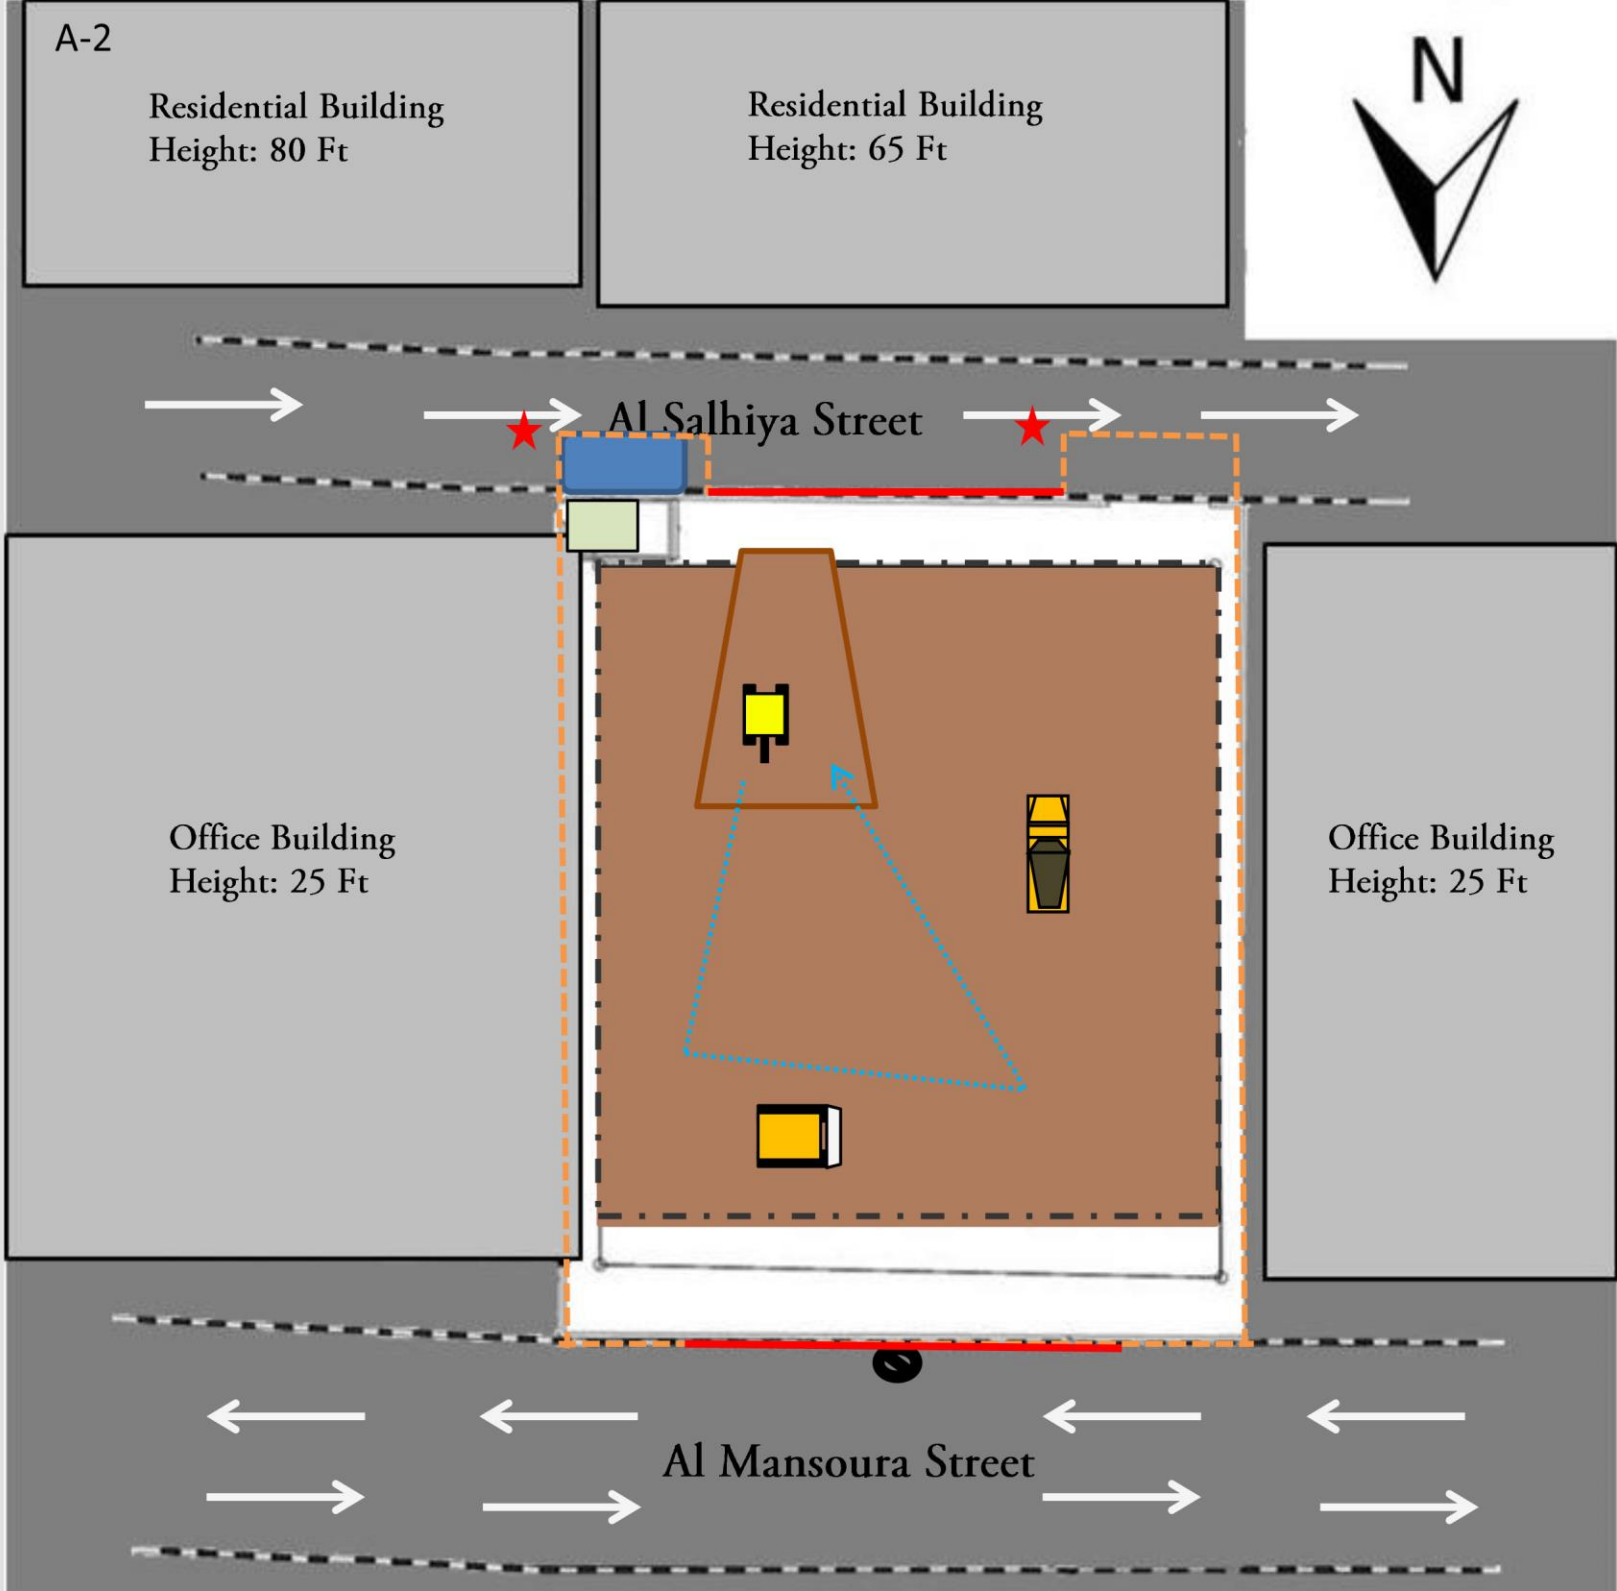 A-2
Residential Building
Height: 80 Ft
Residential Building
Height: 65 Ft
N
Al Salhiya Street
Office Building
Height: 25 Ft
Office Building
Height: 25 Ft
Al Mansoura Street